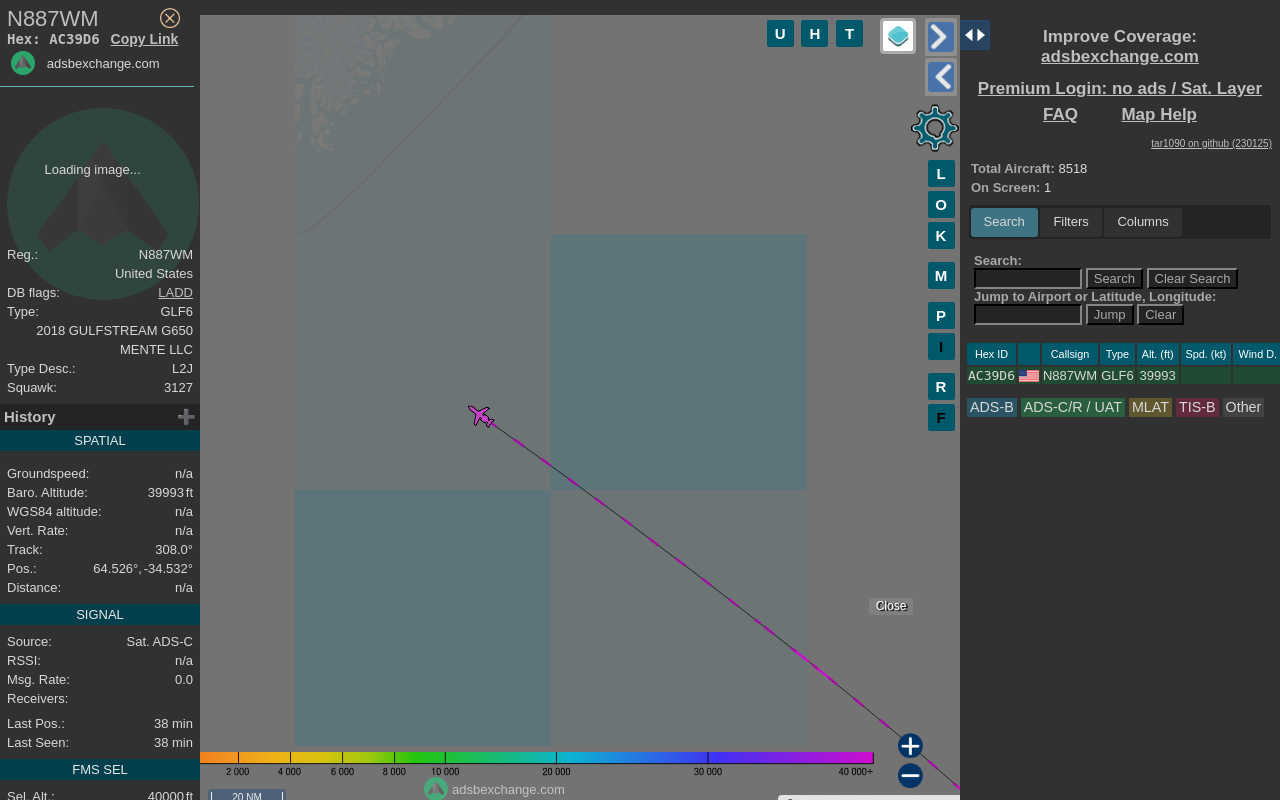 N887WM
Hex: AC39D6 Copy Link
adsbexchange.com
Loading image...
Reg.: N887WM
United States
DB flags: LADD
Type: GLF6
2018 GULFSTREAM G650
MENTE LLC
Type Desc.: L2J
Squawk: 3127
History
SPATIAL
Groundspeed: n/a
Baro. Altitude: 39993 ft
WGS84 altitude: n/a
Vert. Rate: n/a
Track: 308.0°
Pos.: 64.526°, -34.532°
Distance: n/a
SIGNAL
Source: Sat. ADS-C
RSSI: n/a
Msg. Rate: 0.0
Receivers:
Last Pos.: 38 min
Last Seen: 38 min
FMS SEL
Sel. Alt.: 40000 ft
U H T
L
O
K
M
P
I
R
F
Close
2 000 4 000 6 000 8 000 10 000 20 000 30 000 40 000+
20 NM
adsbexchange.com
Improve Coverage:
adsbexchange.com
Premium Login: no ads / Sat. Layer
FAQ Map Help
tar1090 on github (230125)
Total Aircraft: 8518
On Screen: 1
Search Filters Columns
Search:
Search Clear Search
Jump to Airport or Latitude, Longitude:
Jump Clear
Hex ID Callsign Type Alt. (ft) Spd. (kt) Wind D.
AC39D6 N887WM GLF6 39993
ADS-B ADS-C/R / UAT MLAT TIS-B Other